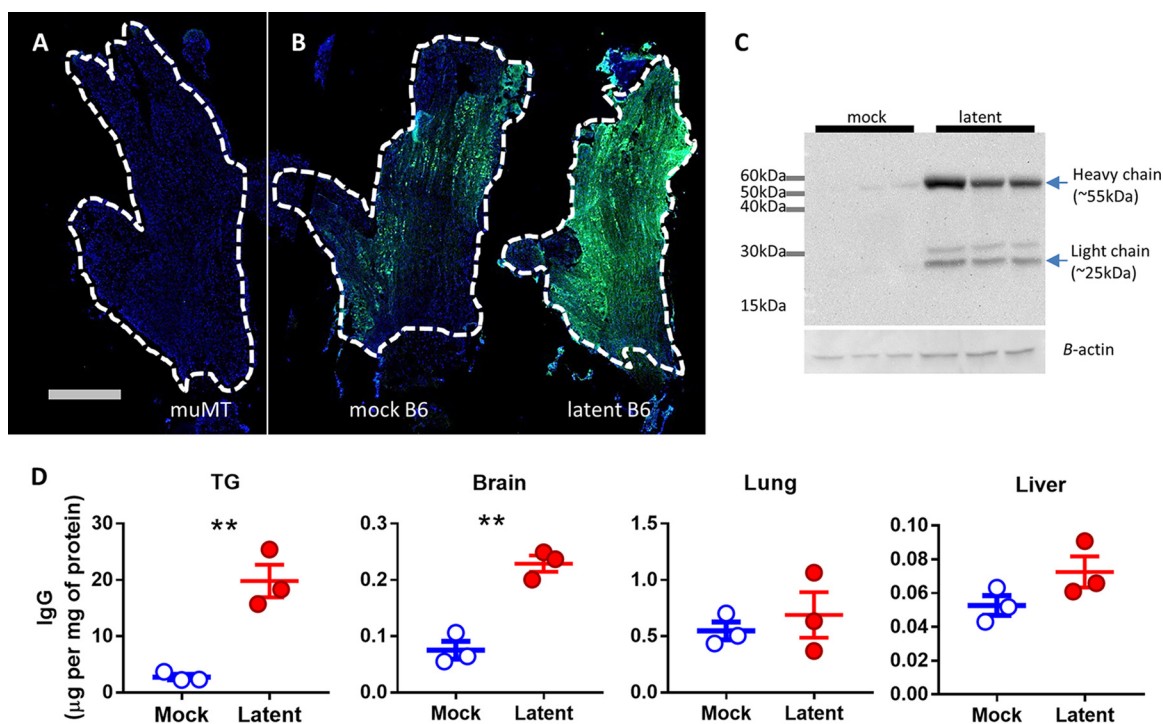 A
muMT
B
mock B6
latent B6
C
mock
latent
60kDa
50kDa
40kDa
30kDa
15kDa
Heavy chain
(~55kDa)
Light chain
(~25kDa)
B-actin
D
IgG
(µg per mg of protein)
TG
30
20
10
0
**
Mock
Latent
Brain
0.3
0.2
0.1
0.0
**
Mock
Latent
Lung
1.5
1.0
0.5
0.0
Mock
Latent
Liver
0.10
0.08
0.06
0.04
0.02
0.00
Mock
Latent